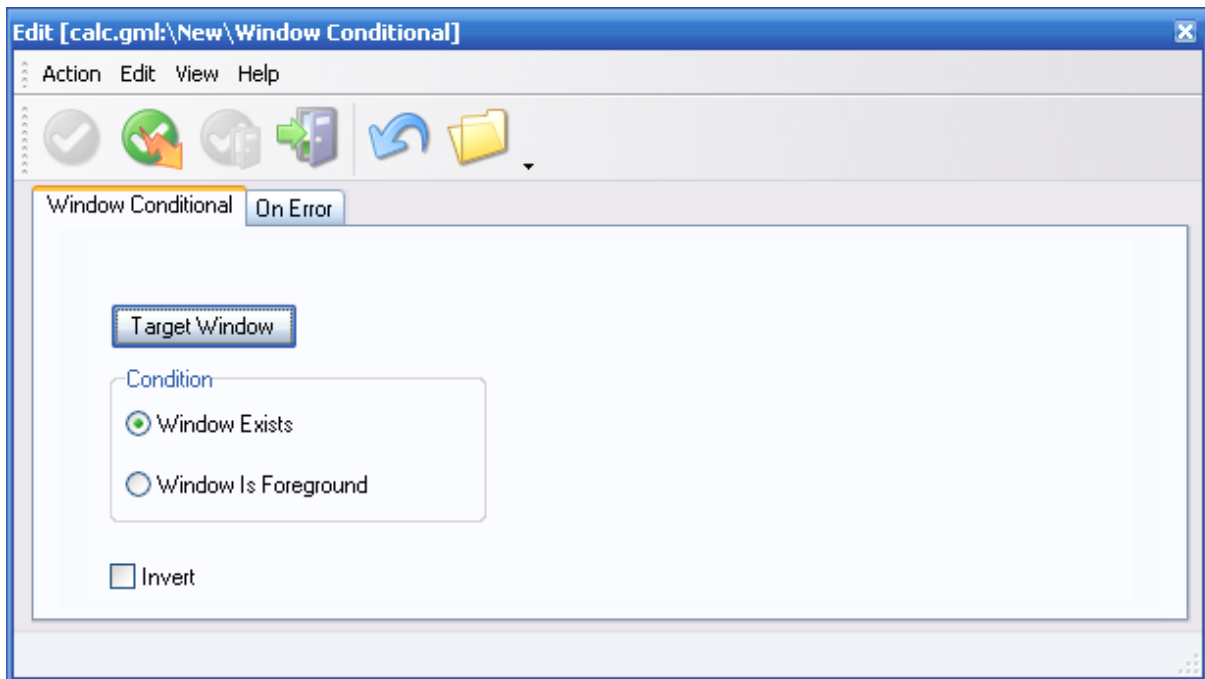 Edit [calc.gml:\New\Window Conditional]
Action Edit View Help
Window Conditional On Error
Target Window
Condition
Window Exists
Window Is Foreground
Invert